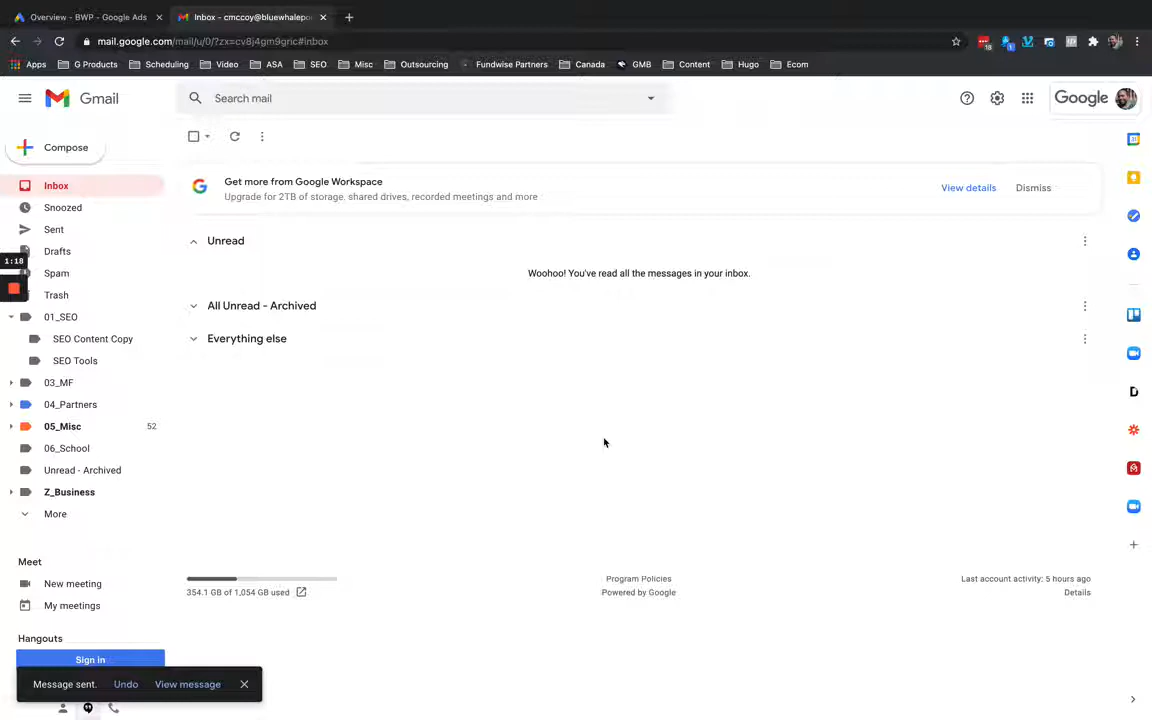 Overview - BWP - Google Ads
Inbox - cmccoy@bluewhalepo
mail.google.com/mail/u/0/?zx=cv8j4gm9gric#inbox
18
1
Apps
G Products
Scheduling
Video
ASA
SEO
Misc
Outsourcing
Fundwise Partners
Canada
GMB
Content
Hugo
Ecom
Gmail
Search mail
Google
Compose
Get more from Google Workspace
Upgrade for 2TB of storage, shared drives, recorded meetings and more
View details
Dismiss
Inbox
Snoozed
Sent
Drafts
Spam
Trash
1:18
Unread
Woohoo! You've read all the messages in your inbox.
All Unread - Archived
Everything else
01_SEO
SEO Content Copy
SEO Tools
03_MF
04_Partners
05_Misc
52
06_School
Unread - Archived
Z_Business
More
Meet
New meeting
My meetings
Hangouts
Sign in
354.1 GB of 1,054 GB used
Program Policies
Powered by Google
Last account activity: 5 hours ago
Details
Message sent.
Undo
View message
D